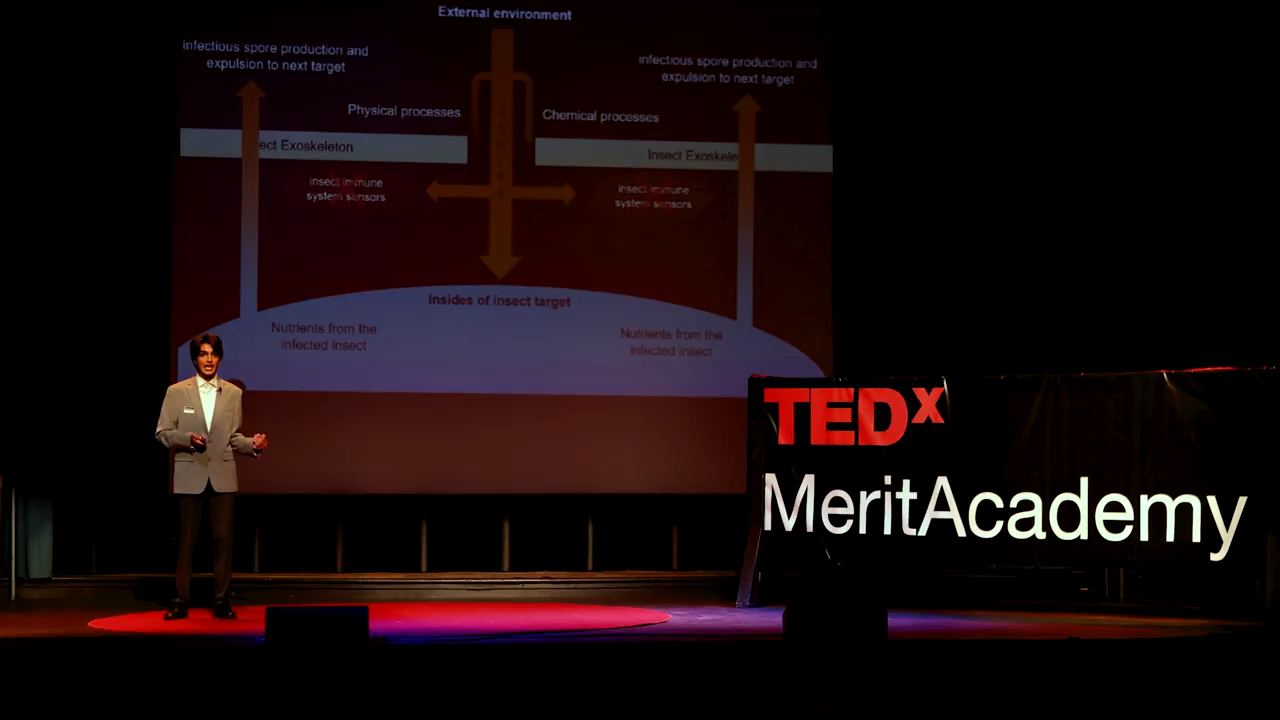 External environment
infectious spore production and
expulsion to next target
infectious spore production and
expulsion to next target
Physical processes
Chemical processes
ect Exoskeleton
Insect Exoskele
insect immune
system sensors
insect immune
system sensors
Insides of insect target
Nutrients from the
infected insect
Nutrients from the
infected insect
TEDx
MeritAcademy